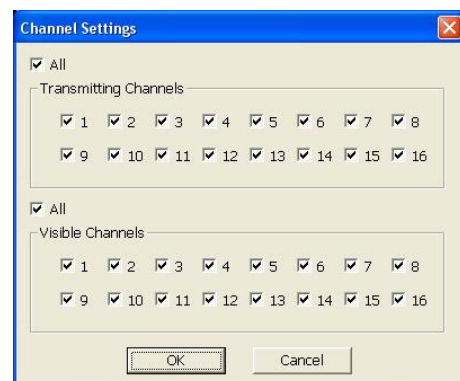 Channel Settings
All
Transmitting Channels
1 2 3 4 5 6 7 8
9 10 11 12 13 14 15 16
All
Visible Channels
1 2 3 4 5 6 7 8
9 10 11 12 13 14 15 16
OK Cancel